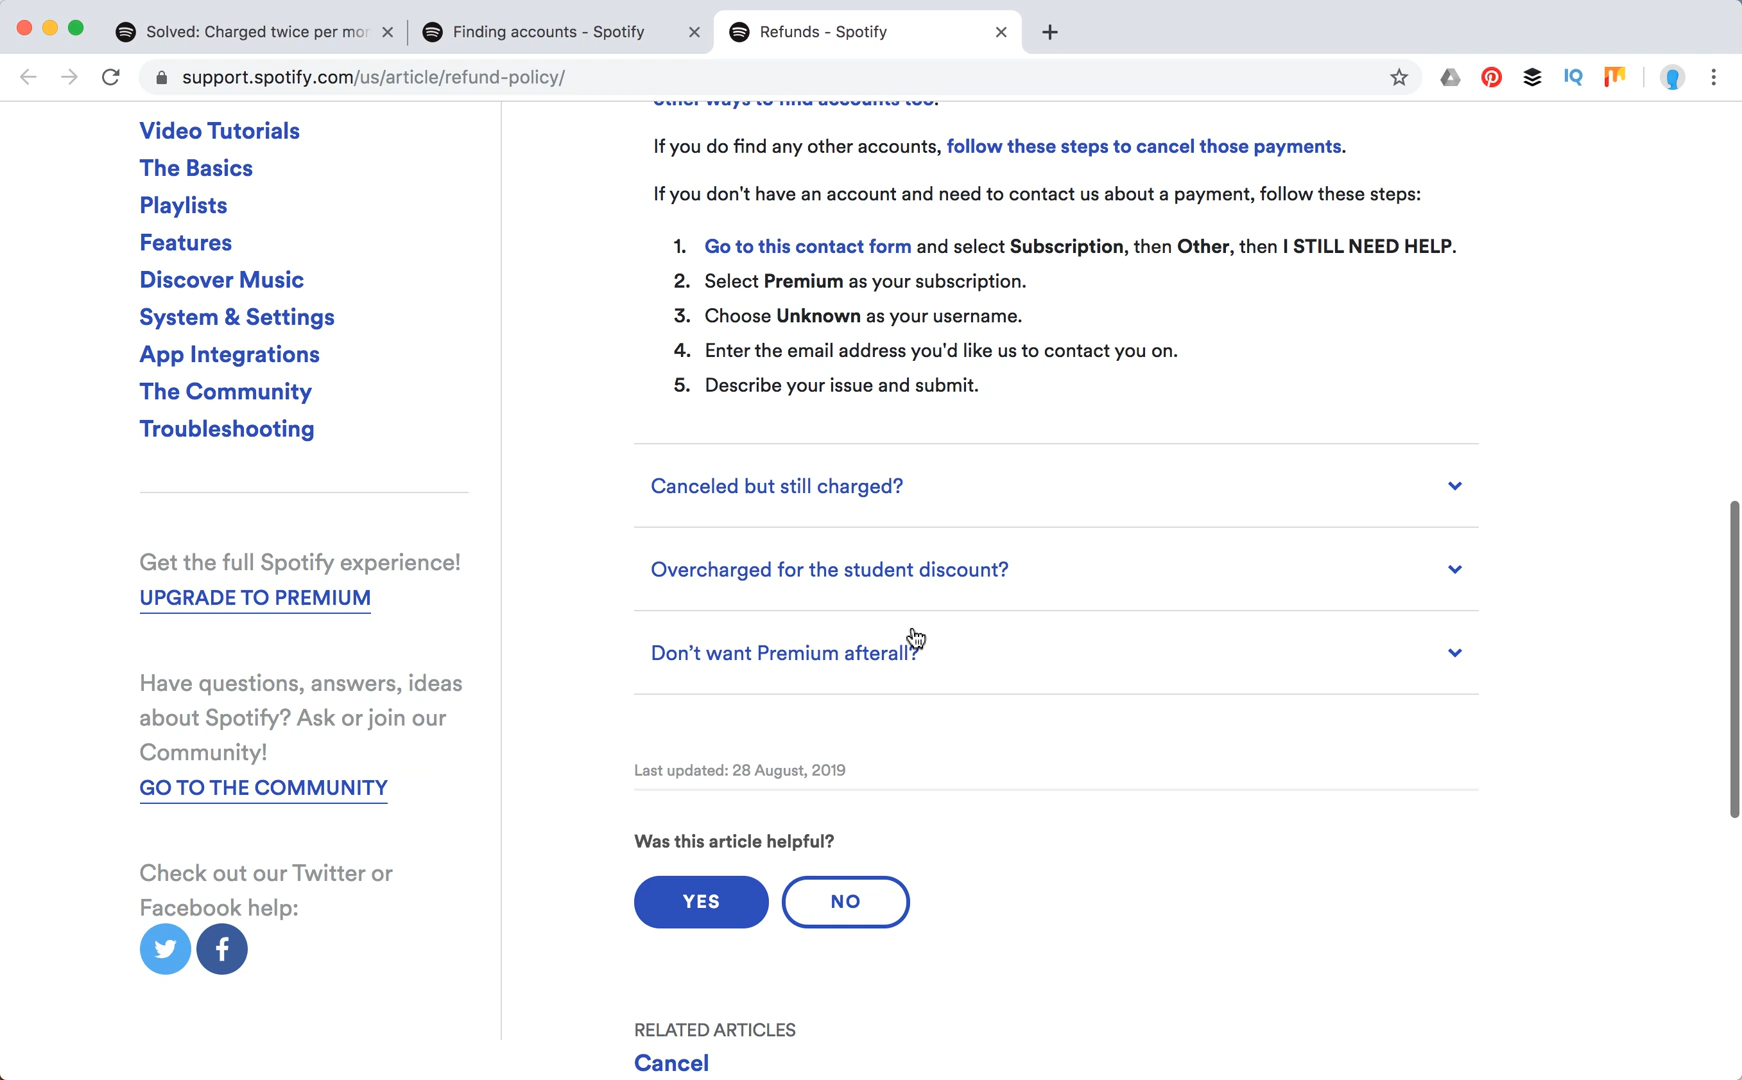 Solved: Charged twice per mor
Finding accounts - Spotify
Refunds - Spotify
support.spotify.com/us/article/refund-policy/
Video Tutorials
The Basics
Playlists
Features
Discover Music
System & Settings
App Integrations
The Community
Troubleshooting
Get the full Spotify experience!
UPGRADE TO PREMIUM
Have questions, answers, ideas
about Spotify? Ask or join our
Community!
GO TO THE COMMUNITY
Check out our Twitter or
Facebook help:
other ways to find accounts too.
If you do find any other accounts, follow these steps to cancel those payments.
If you don't have an account and need to contact us about a payment, follow these steps:
1. Go to this contact form and select Subscription, then Other, then I STILL NEED HELP.
2. Select Premium as your subscription.
3. Choose Unknown as your username.
4. Enter the email address you'd like us to contact you on.
5. Describe your issue and submit.
Canceled but still charged?
Overcharged for the student discount?
Don’t want Premium afterall?
Last updated: 28 August, 2019
Was this article helpful?
YES
NO
RELATED ARTICLES
Cancel